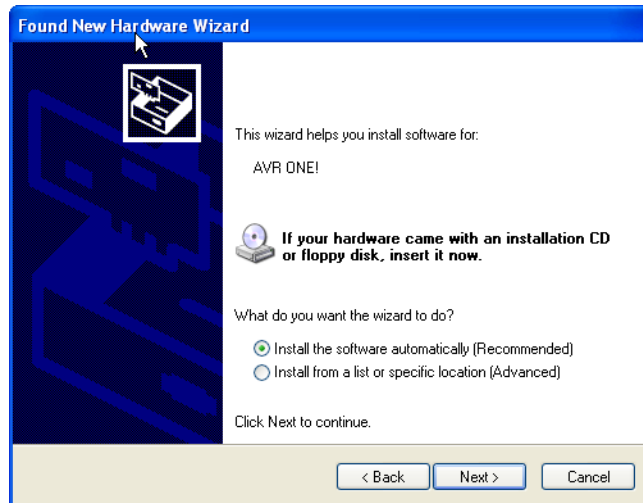 Found New Hardware Wizard
This wizard helps you install software for:
AVR ONE!
If your hardware came with an installation CD
or floppy disk, insert it now.
What do you want the wizard to do?
Install the software automatically (Recommended)
Install from a list or specific location (Advanced)
Click Next to continue.
< Back
Next >
Cancel